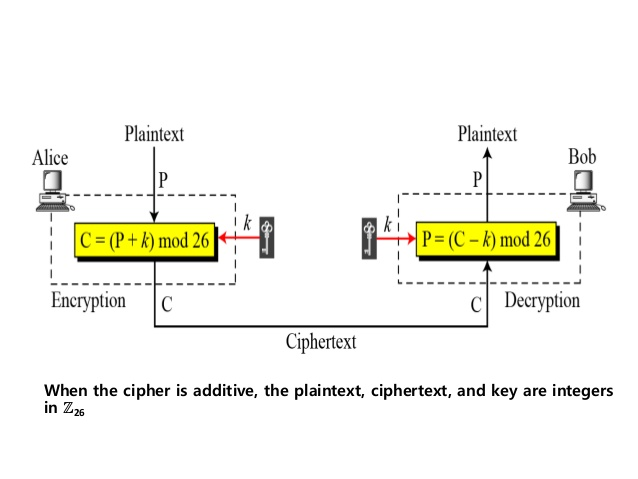 Plaintext Plaintext
Alice Bob
P P
k k
C = (P + k) mod 26 P = (C – k) mod 26
Encryption C C Decryption
Ciphertext
When the cipher is additive, the plaintext, ciphertext, and key are integers
in ℤ₂₆